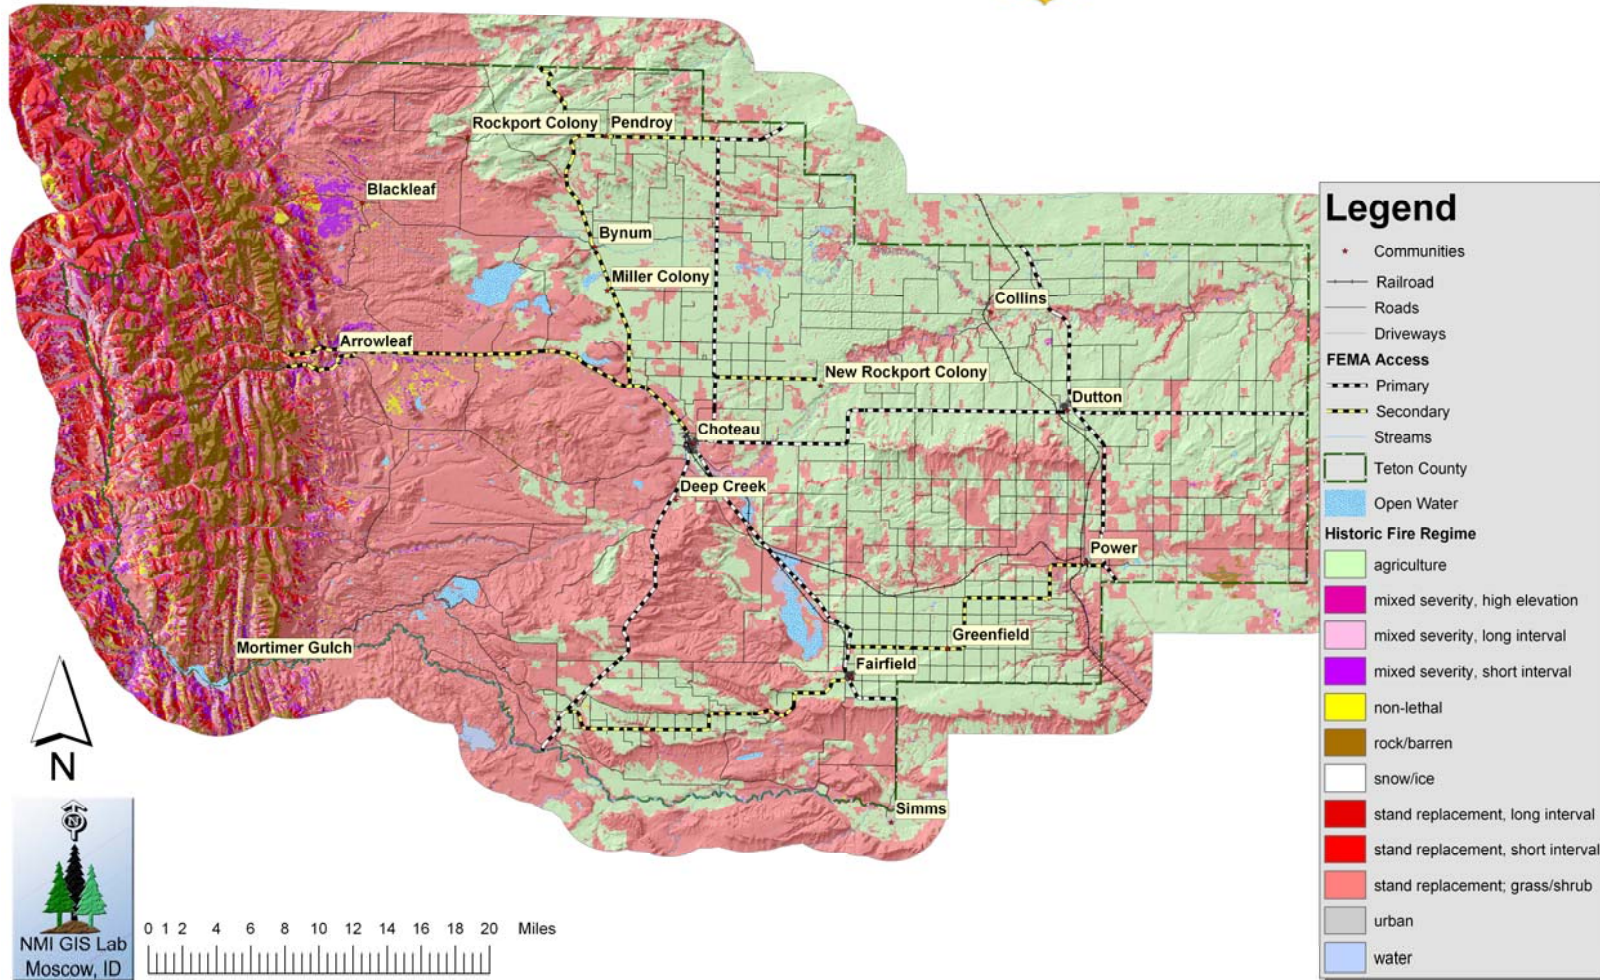 Rockport Colony
Pendroy
Blackleaf
Bynum
Miller Colony
Collins
Arrowleaf
New Rockport Colony
Dutton
Choteau
Deep Creek
Power
Greenfield
Mortimer Gulch
Fairfield
Simms
N
N
NMI GIS Lab
Moscow, ID
0 1 2 4 6 8 10 12 14 16 18 20 Miles
Legend
Communities
Railroad
Roads
Driveways
FEMA Access
Primary
Secondary
Streams
Teton County
Open Water
Historic Fire Regime
agriculture
mixed severity, high elevation
mixed severity, long interval
mixed severity, short interval
non-lethal
rock/barren
snow/ice
stand replacement, long interval
stand replacement, short interval
stand replacement; grass/shrub
urban
water